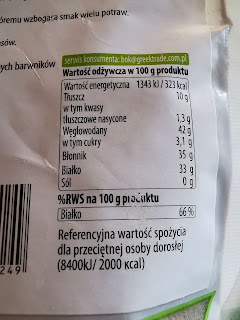 óremu wzbogaca smak wielu potraw.
osów.
nych barwników
serwis konsumenta: bok@greektrade.com.pl
Wartość odżywcza w 100 g produktu
Wartość energetyczna 1343 kJ / 323 kcal
Tłuszcz 10 g
w tym kwasy
tłuszczowe nasycone 1,3 g
Węglowodany 42 g
w tym cukry 3,1 g
Błonnik 35 g
Białko 33 g
Sól 0 g
%RWS na 100 g produktu
Białko 66 %
Referencyjna wartość spożycia
dla przeciętnej osoby dorosłej
(8400kJ/ 2000 kcal)
249